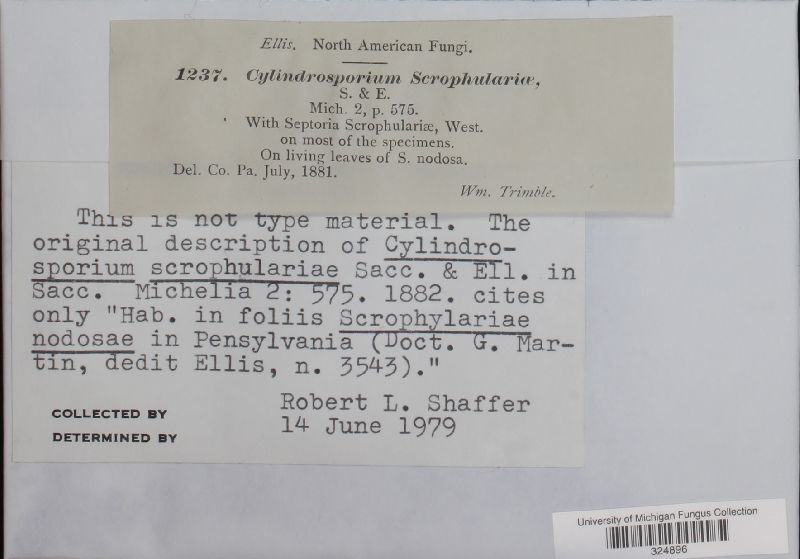 Ellis. North American Fungi.
1237. Cylindrosporium Scrophulariæ,
S. & E.
Mich. 2, p. 575.
With Septoria Scrophulariæ, West.
on most of the specimens.
On living leaves of S. nodosa.
Del. Co. Pa. July, 1881.
Wm. Trimble.
This is not type material. The
original description of Cylindro-
sporium scrophulariae Sacc. & Ell. in
Sacc. Michelia 2: 575. 1882. cites
only "Hab. in foliis Scrophylariae
nodosae in Pensylvania (Doct. G. Mar-
tin, dedit Ellis, n. 3543)."
Robert L. Shaffer
14 June 1979
COLLECTED BY
DETERMINED BY
University of Michigan Fungus Collection
324896